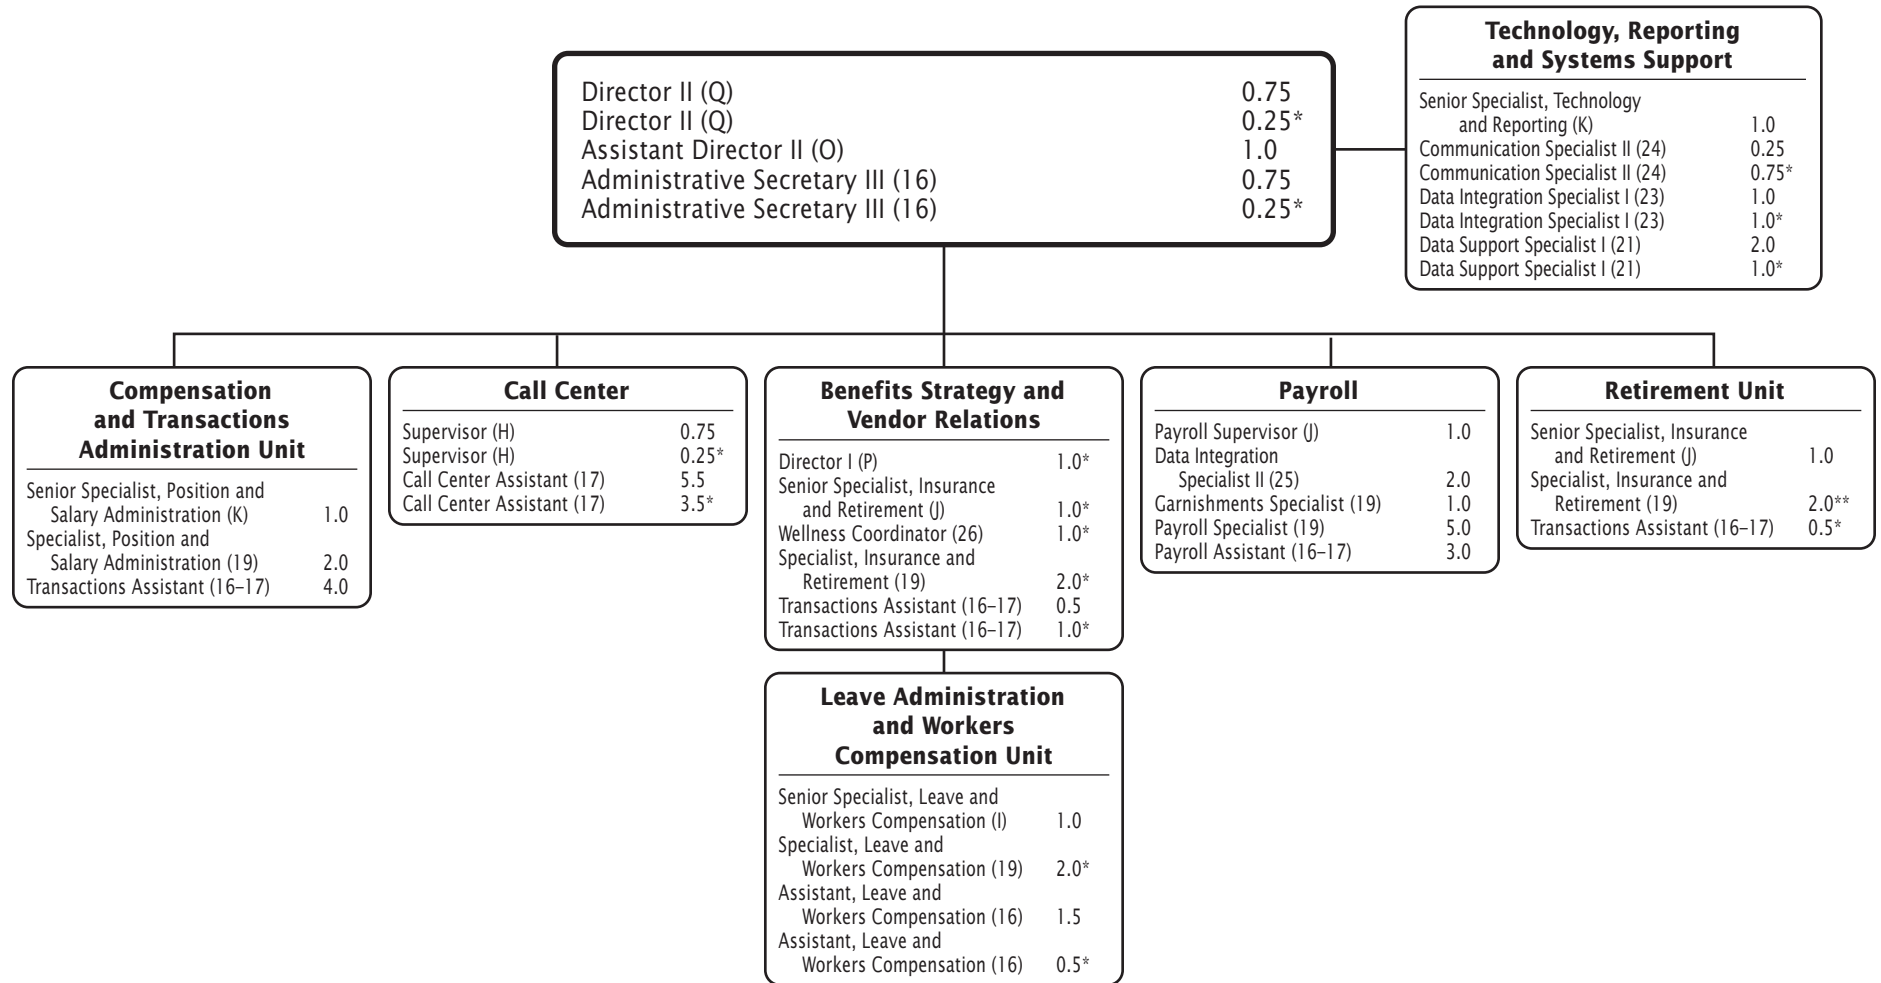 Director II (Q) 0.75
Director II (Q) 0.25*
Assistant Director II (O) 1.0
Administrative Secretary III (16) 0.75
Administrative Secretary III (16) 0.25*
Technology, Reporting
and Systems Support
Senior Specialist, Technology
and Reporting (K) 1.0
Communication Specialist II (24) 0.25
Communication Specialist II (24) 0.75*
Data Integration Specialist I (23) 1.0
Data Integration Specialist I (23) 1.0*
Data Support Specialist I (21) 2.0
Data Support Specialist I (21) 1.0*
Compensation
and Transactions
Administration Unit
Senior Specialist, Position and
Salary Administration (K) 1.0
Specialist, Position and
Salary Administration (19) 2.0
Transactions Assistant (16–17) 4.0
Call Center
Supervisor (H) 0.75
Supervisor (H) 0.25*
Call Center Assistant (17) 5.5
Call Center Assistant (17) 3.5*
Benefits Strategy and
Vendor Relations
Director I (P) 1.0*
Senior Specialist, Insurance
and Retirement (J) 1.0*
Wellness Coordinator (26) 1.0*
Specialist, Insurance and
Retirement (19) 2.0*
Transactions Assistant (16–17) 0.5
Transactions Assistant (16–17) 1.0*
Payroll
Payroll Supervisor (J) 1.0
Data Integration
Specialist II (25) 2.0
Garnishments Specialist (19) 1.0
Payroll Specialist (19) 5.0
Payroll Assistant (16–17) 3.0
Retirement Unit
Senior Specialist, Insurance
and Retirement (J) 1.0
Specialist, Insurance and
Retirement (19) 2.0**
Transactions Assistant (16–17) 0.5*
Leave Administration
and Workers
Compensation Unit
Senior Specialist, Leave and
Workers Compensation (I) 1.0
Specialist, Leave and
Workers Compensation (19) 2.0*
Assistant, Leave and
Workers Compensation (16) 1.5
Assistant, Leave and
Workers Compensation (16) 0.5*